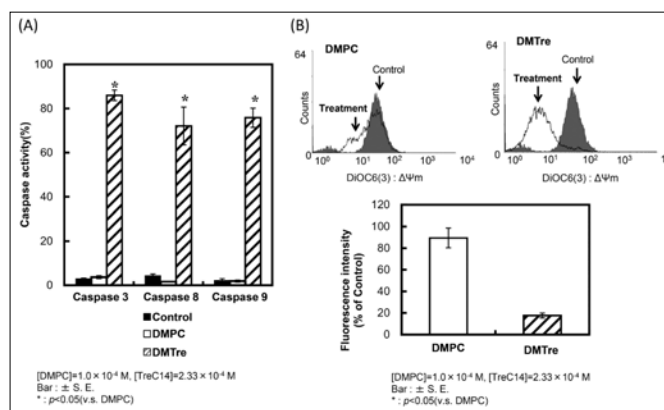 (A)
100
80
60
40
20
0
Caspase activity(%)
*
*
*
Caspase 3 Caspase 8 Caspase 9
Control
DMPC
DMTre
[DMPC]=1.0×10⁻⁴ M, [TreC14]=2.33×10⁻⁴ M
Bar : ± S. E.
* : p<0.05(v.s. DMPC)
(B)
DMPC
64
Counts
Control
Treatment
10⁰ 10¹ 10² 10³ 10⁴
DiOC6(3) : ΔΨm
DMTre
64
Counts
Control
Treatment
10⁰ 10¹ 10² 10³
DiOC6(3) : ΔΨm
Fluorescence intensity
(% of Control)
120
100
80
60
40
20
0
DMPC DMTre
[DMPC]=1.0×10⁻⁴ M, [TreC14]=2.33×10⁻⁴ M
Bar : ± S. E.
* : p<0.05(v.s. DMPC)